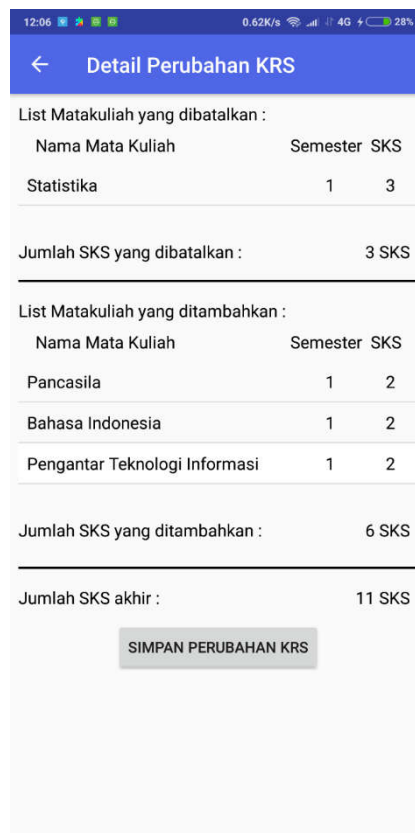 12:06 0.62K/s 4G 28%
Detail Perubahan KRS
List Matakuliah yang dibatalkan :
Nama Mata Kuliah Semester SKS
Statistika 1 3
Jumlah SKS yang dibatalkan : 3 SKS
List Matakuliah yang ditambahkan :
Nama Mata Kuliah Semester SKS
Pancasila 1 2
Bahasa Indonesia 1 2
Pengantar Teknologi Informasi 1 2
Jumlah SKS yang ditambahkan : 6 SKS
Jumlah SKS akhir : 11 SKS
SIMPAN PERUBAHAN KRS